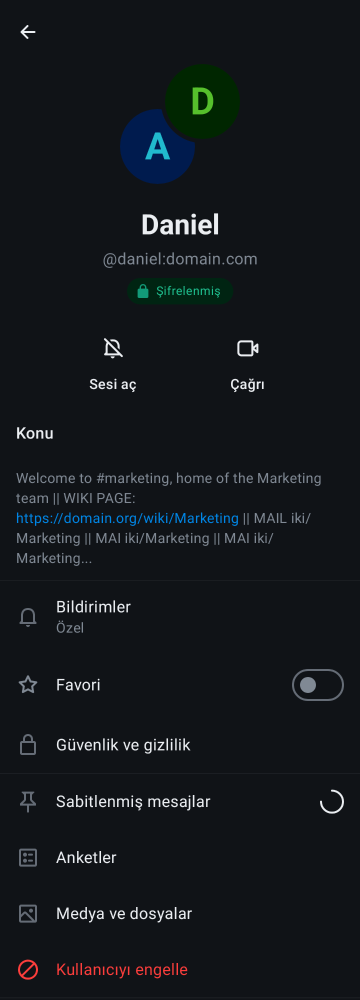 D
A
Daniel
@daniel:domain.com
Şifrelenmiş
Sesi aç
Çağrı
Konu
Welcome to #marketing, home of the Marketing
team || WIKI PAGE:
https://domain.org/wiki/Marketing || MAIL iki/
Marketing || MAI iki/Marketing || MAI iki/
Marketing...
Bildirimler
Özel
Favori
Güvenlik ve gizlilik
Sabitlenmiş mesajlar
Anketler
Medya ve dosyalar
Kullanıcıyı engelle